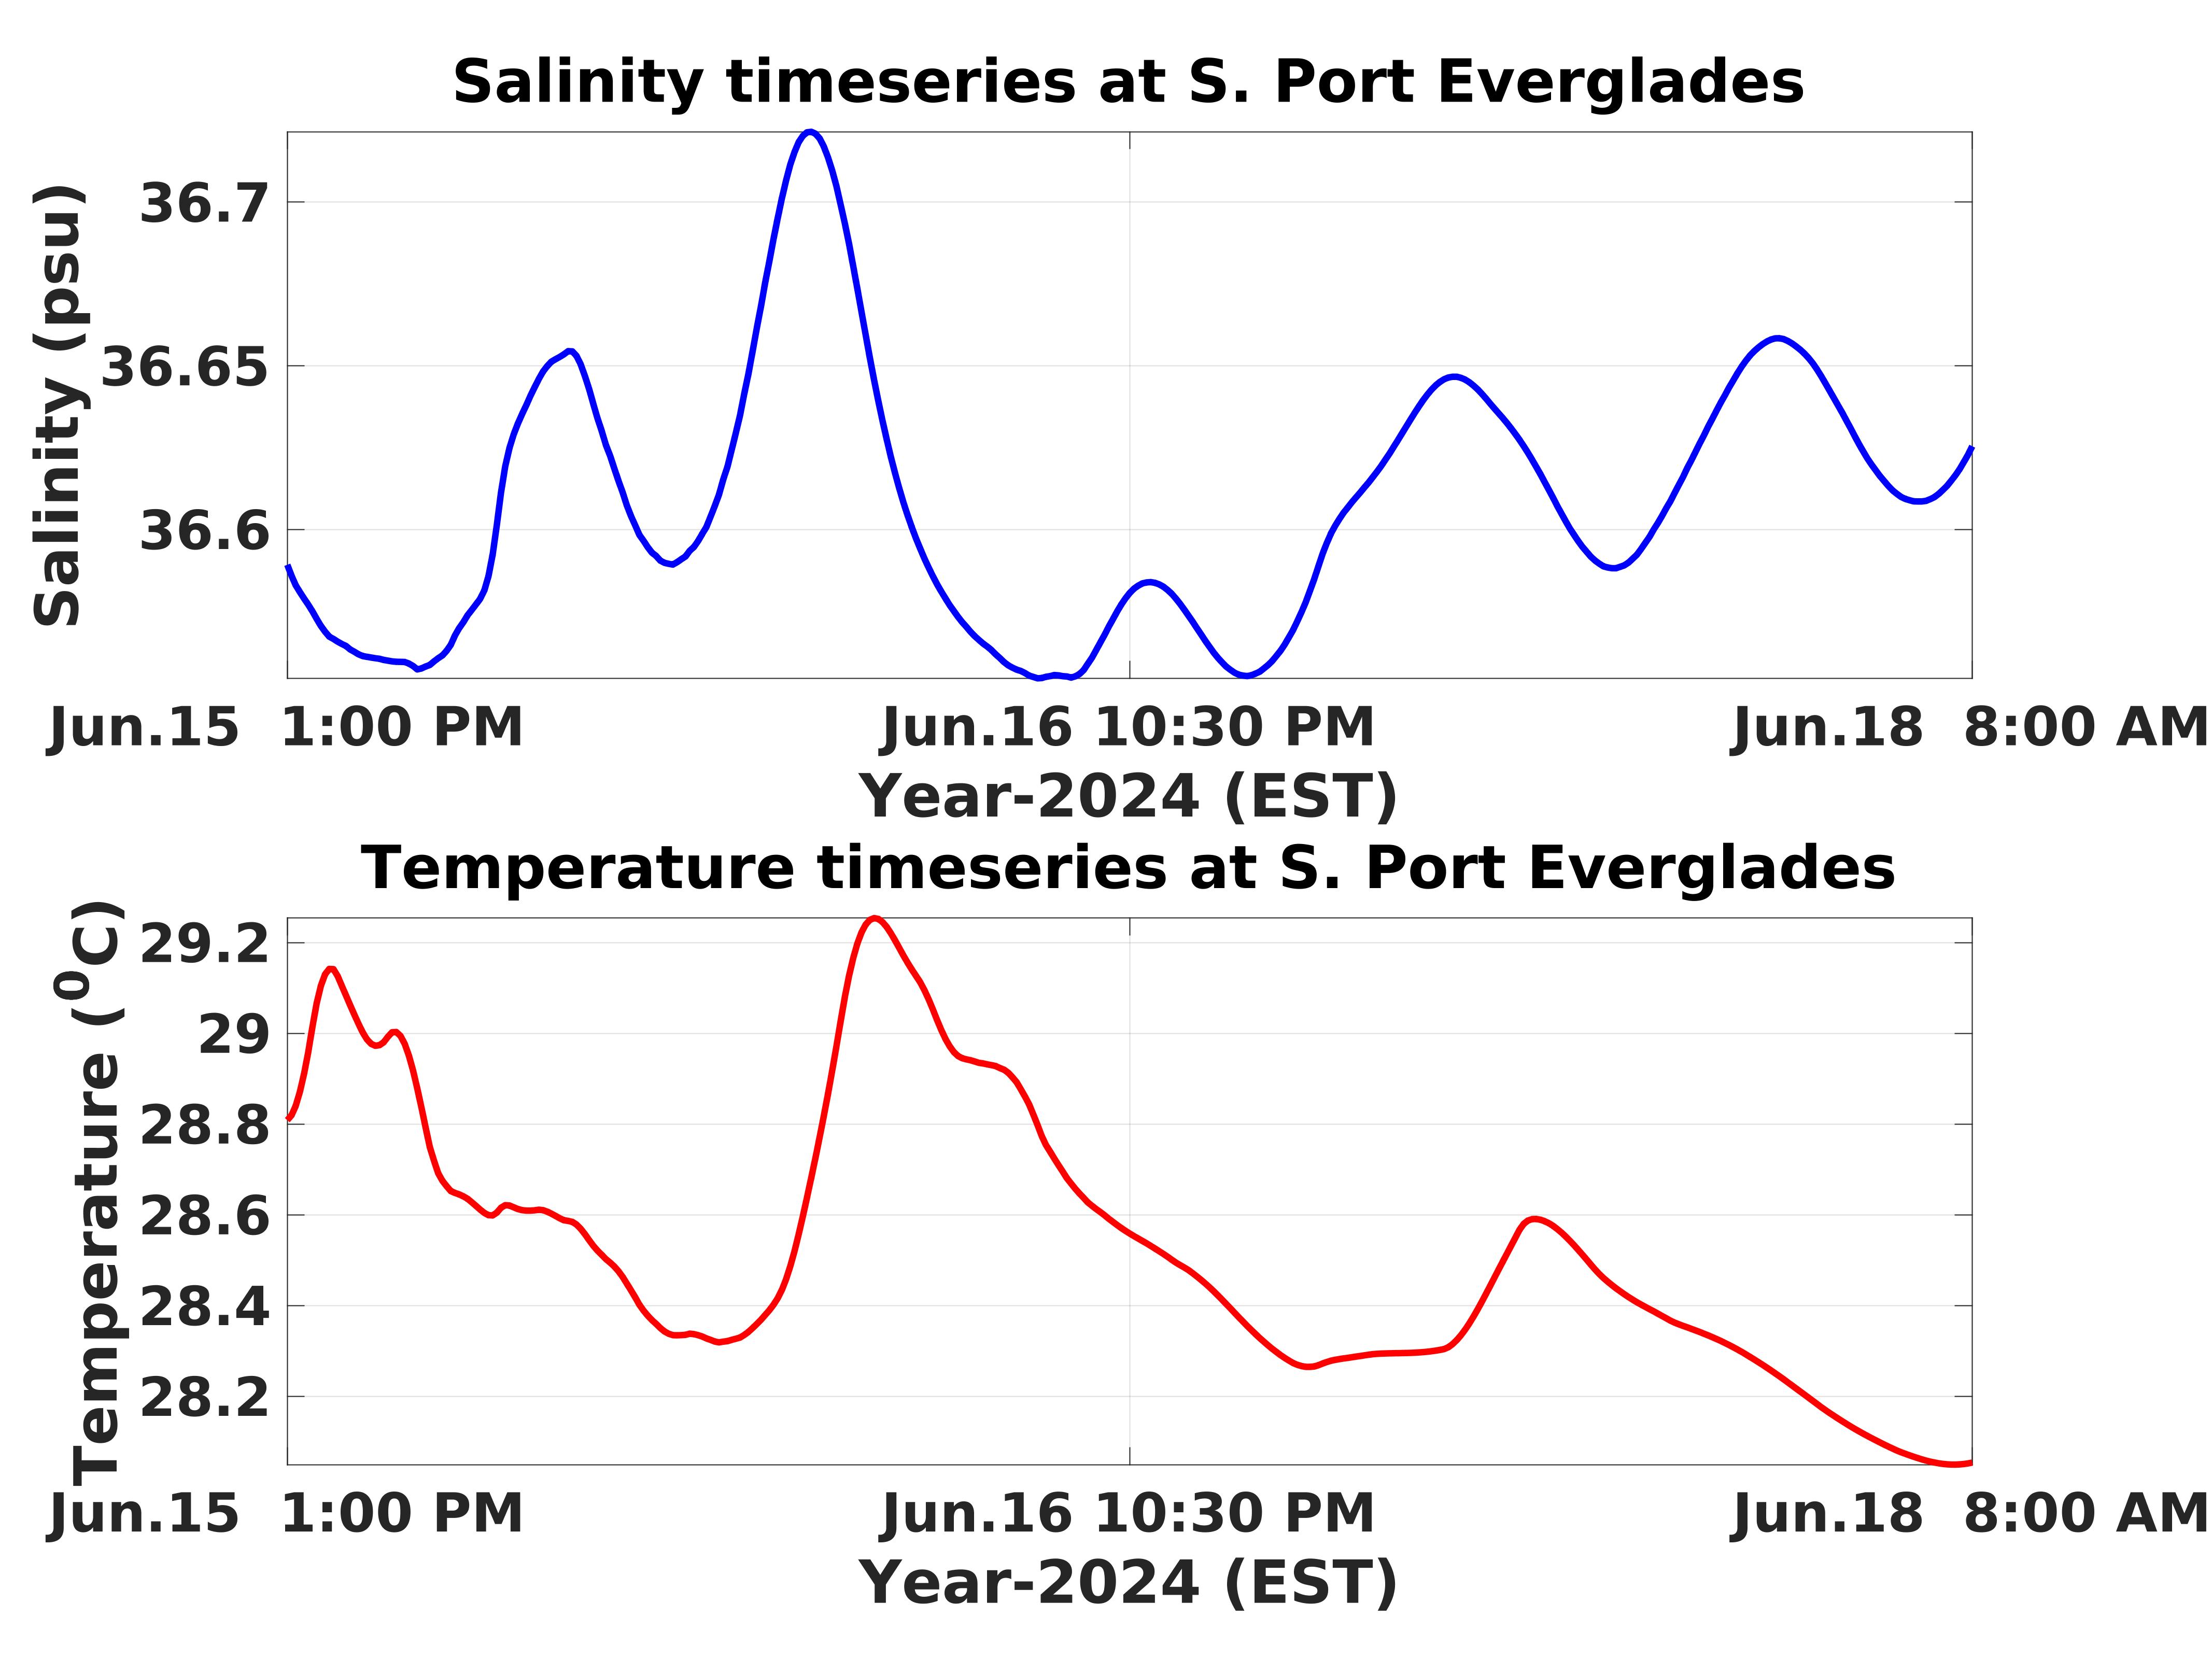 Salinity timeseries at S. Port Everglades
Salinity (psu)
36.7
36.65
36.6
Jun.15  1:00 PM
Jun.16 10:30 PM
Jun.18  8:00 AM
Year-2024 (EST)
Temperature timeseries at S. Port Everglades
Temperature (⁰C)
29.2
29
28.8
28.6
28.4
28.2
Jun.15  1:00 PM
Jun.16 10:30 PM
Jun.18  8:00 AM
Year-2024 (EST)